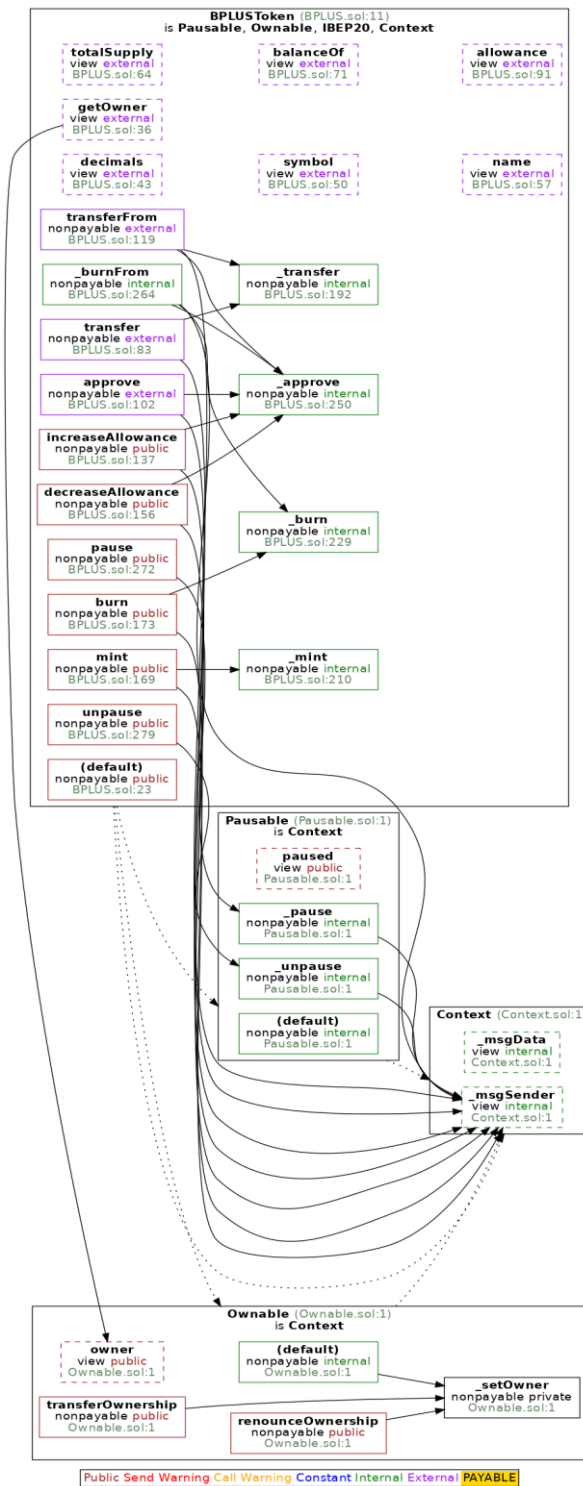 BPLUSToken (BPLUS.sol:11)
is Pausable, Ownable, IBEP20, Context
totalSupply
view external
BPLUS.sol:64
balanceOf
view external
BPLUS.sol:71
allowance
view external
BPLUS.sol:91
getOwner
view external
BPLUS.sol:36
decimals
view external
BPLUS.sol:43
symbol
view external
BPLUS.sol:50
name
view external
BPLUS.sol:57
transferFrom
nonpayable external
BPLUS.sol:119
_burnFrom
nonpayable internal
BPLUS.sol:264
_transfer
nonpayable internal
BPLUS.sol:192
transfer
nonpayable external
BPLUS.sol:83
approve
nonpayable external
BPLUS.sol:102
_approve
nonpayable internal
BPLUS.sol:250
increaseAllowance
nonpayable public
BPLUS.sol:137
decreaseAllowance
nonpayable public
BPLUS.sol:156
_burn
nonpayable internal
BPLUS.sol:229
pause
nonpayable public
BPLUS.sol:272
burn
nonpayable public
BPLUS.sol:173
mint
nonpayable public
BPLUS.sol:169
_mint
nonpayable internal
BPLUS.sol:210
unpause
nonpayable public
BPLUS.sol:279
(default)
nonpayable public
BPLUS.sol:23
Pausable (Pausable.sol:1)
is Context
paused
view public
Pausable.sol:1
_pause
nonpayable internal
Pausable.sol:1
_unpause
nonpayable internal
Pausable.sol:1
(default)
nonpayable internal
Pausable.sol:1
Context (Context.sol:1
_msgData
view internal
Context.sol:1
_msgSender
view internal
Context.sol:1
Ownable (Ownable.sol:1)
is Context
owner
view public
Ownable.sol:1
(default)
nonpayable internal
Ownable.sol:1
_setOwner
nonpayable private
Ownable.sol:1
transferOwnership
nonpayable public
Ownable.sol:1
renounceOwnership
nonpayable public
Ownable.sol:1
Public Send Warning Call Warning Constant Internal External PAYABLE